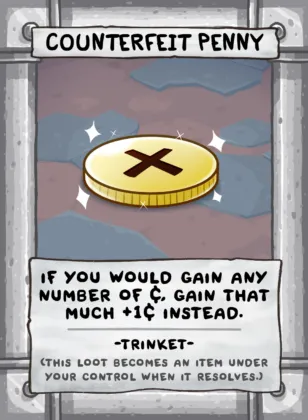 COUNTERFEIT PENNY
IF YOU WOULD GAIN ANY
NUMBER OF ¢, GAIN THAT
MUCH +1¢ INSTEAD.
-TRINKET-
(THIS LOOT BECOMES AN ITEM UNDER
YOUR CONTROL WHEN IT RESOLVES.)